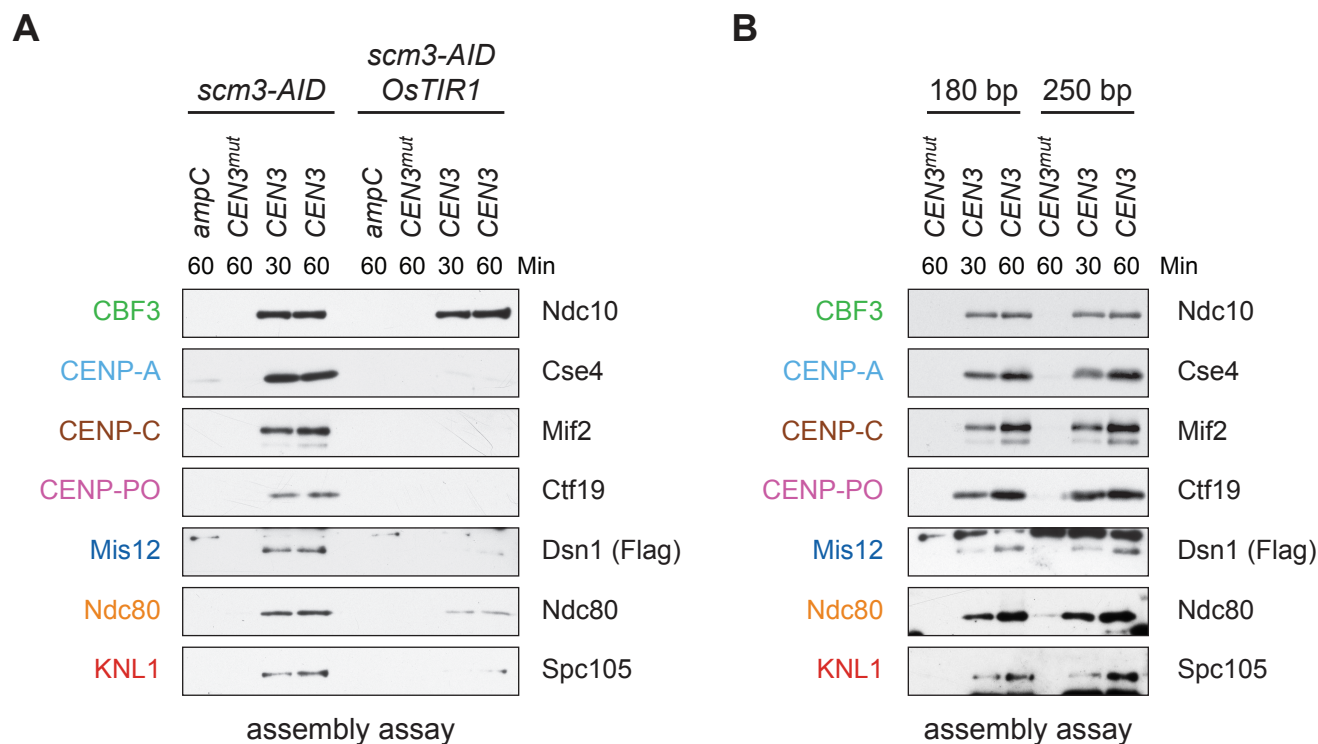 A
scm3-AID
scm3-AID
OsTIR1
ampC
CEN3mut
CEN3
CEN3
ampC
CEN3mut
CEN3
CEN3
60 60 30 60 60 60 30 60 Min
CBF3 Ndc10
CENP-A Cse4
CENP-C Mif2
CENP-PO Ctf19
Mis12 Dsn1 (Flag)
Ndc80 Ndc80
KNL1 Spc105
assembly assay
B
180 bp 250 bp
CEN3mut
CEN3
CEN3
CEN3mut
CEN3
CEN3
60 30 60 60 30 60 Min
CBF3 Ndc10
CENP-A Cse4
CENP-C Mif2
CENP-PO Ctf19
Mis12 Dsn1 (Flag)
Ndc80 Ndc80
KNL1 Spc105
assembly assay